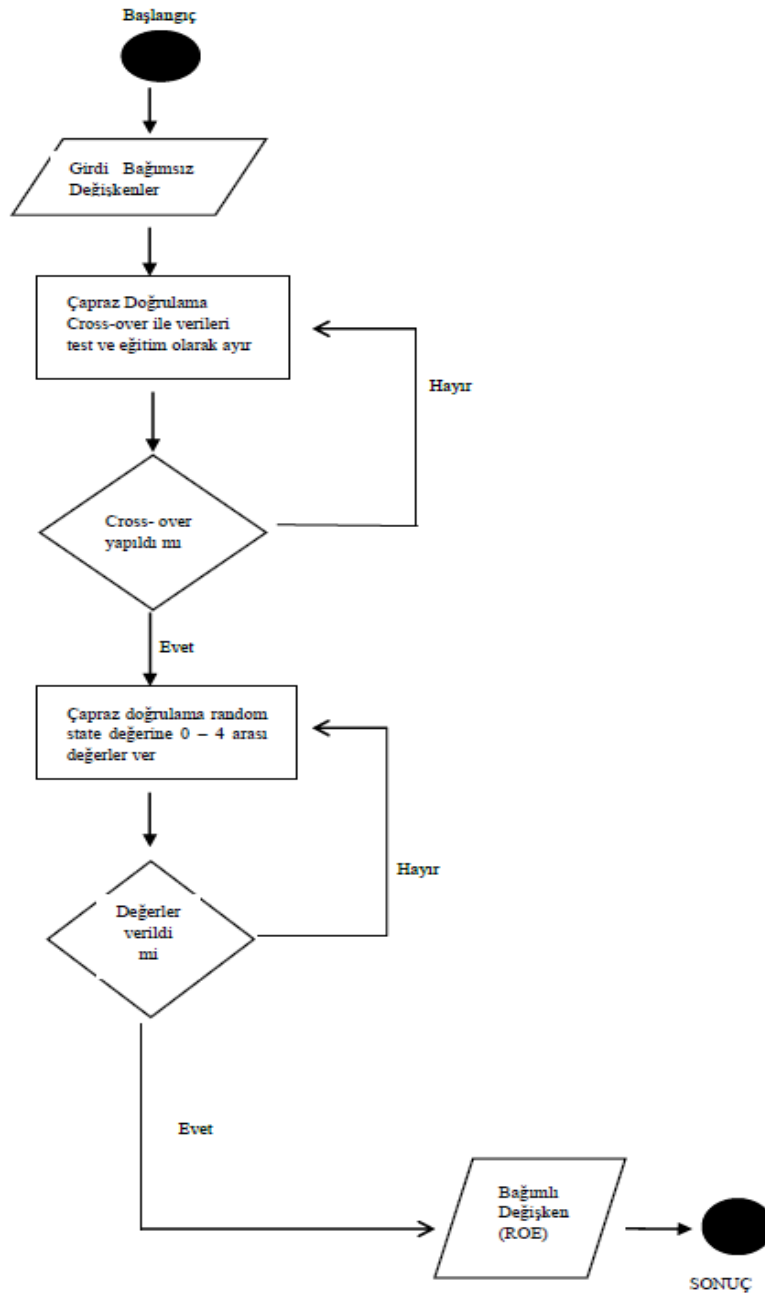 Başlangıç
Girdi Bağımsız
Değişkenler
Çapraz Doğrulama
Cross-over ile verileri
test ve eğitim olarak ayır
Hayır
Cross- over
yapıldı mı
Evet
Çapraz doğrulama random
state değerine 0 – 4 arası
değerler ver
Hayır
Değerler
verildi
mi
Evet
Bağımlı
Değişken
(ROE)
SONUÇ